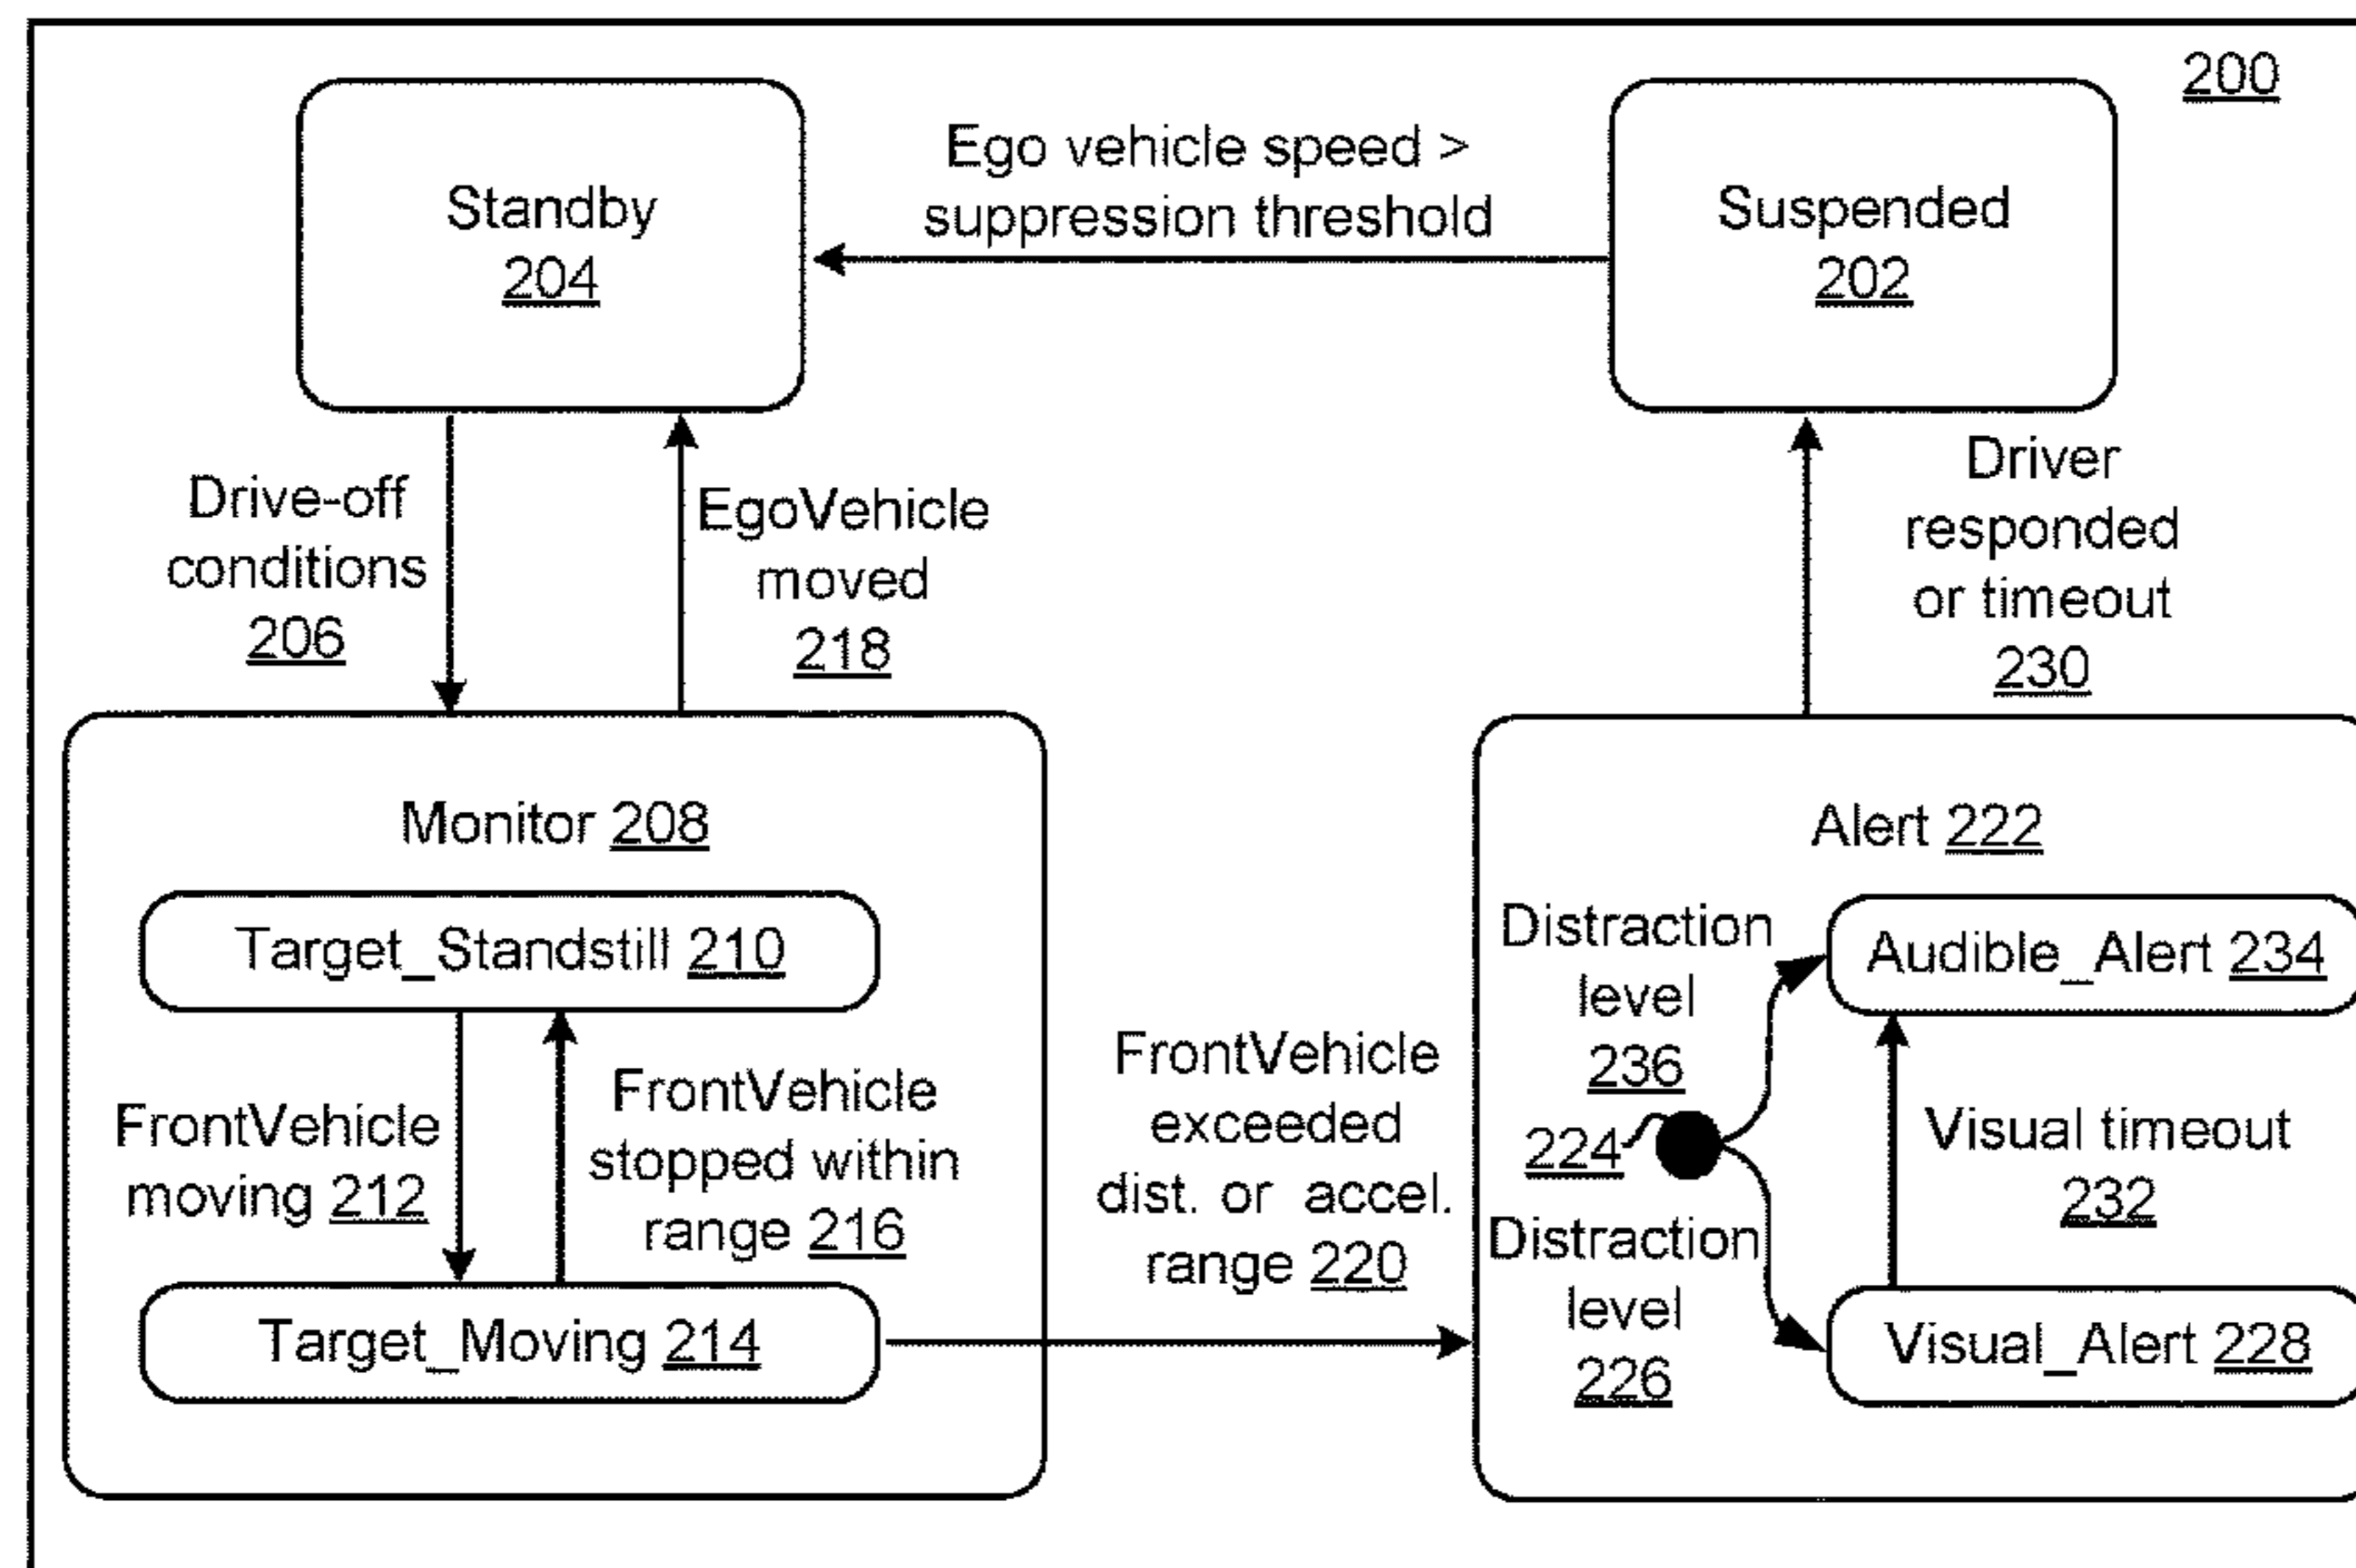 200
Standby
204
Ego vehicle speed >
suppression threshold
Suspended
202
Drive-off
conditions
206
EgoVehicle
moved
218
Driver
responded
or timeout
230
Monitor 208
Target_Standstill 210
FrontVehicle
moving 212
FrontVehicle
stopped within
range 216
Target_Moving 214
FrontVehicle
exceeded
dist. or accel.
range 220
Alert 222
Distraction
level
236
Audible_Alert 234
224
Visual timeout
232
Distraction
level
226
Visual_Alert 228